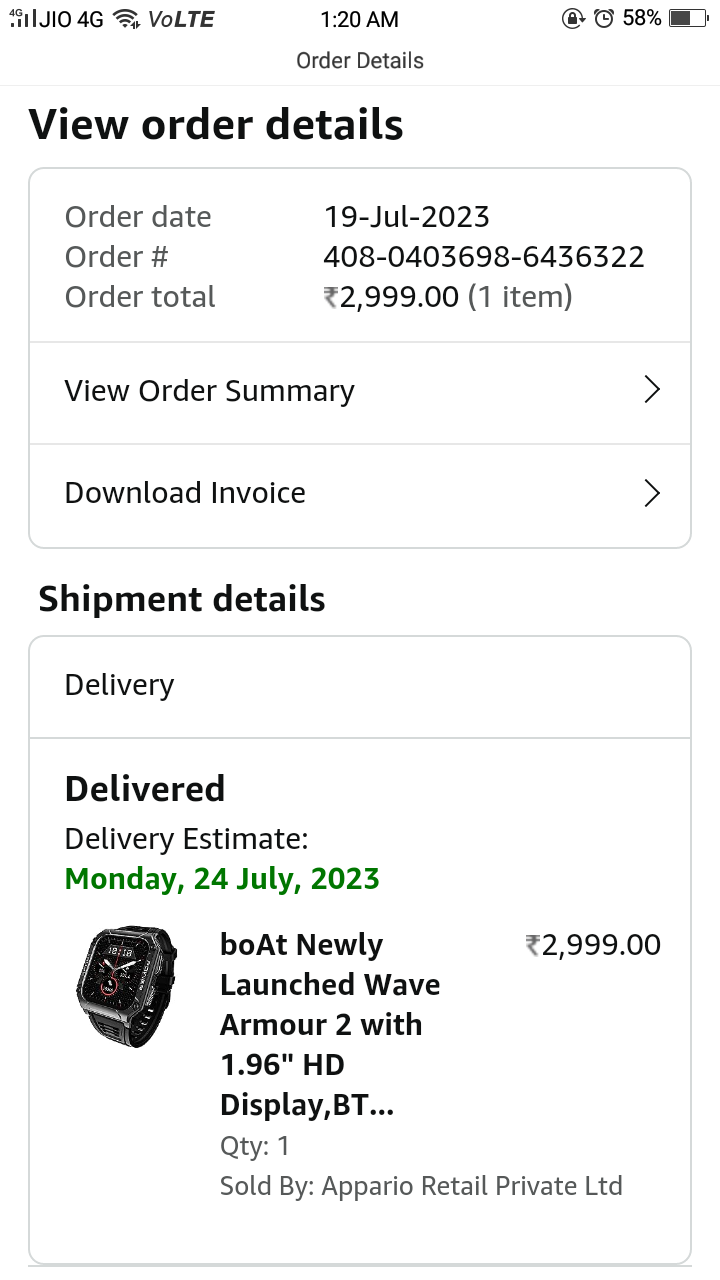 4G JIO 4G VoLTE 1:20 AM 58%
Order Details
View order details
Order date 19-Jul-2023
Order # 408-0403698-6436322
Order total ₹2,999.00 (1 item)
View Order Summary
Download Invoice
Shipment details
Delivery
Delivered
Delivery Estimate:
Monday, 24 July, 2023
boAt Newly ₹2,999.00
Launched Wave
Armour 2 with
1.96" HD
Display,BT...
Qty: 1
Sold By: Appario Retail Private Ltd